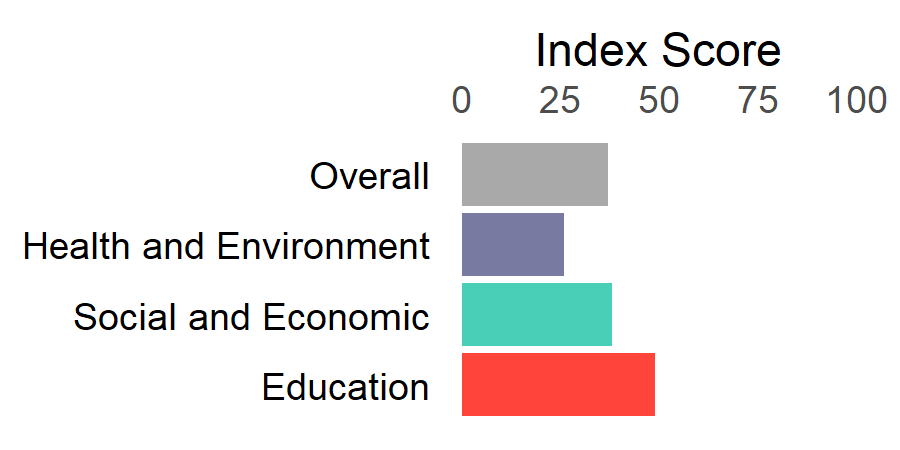 Index Score
0 25 50 75 100
Overall
Health and Environment
Social and Economic
Education